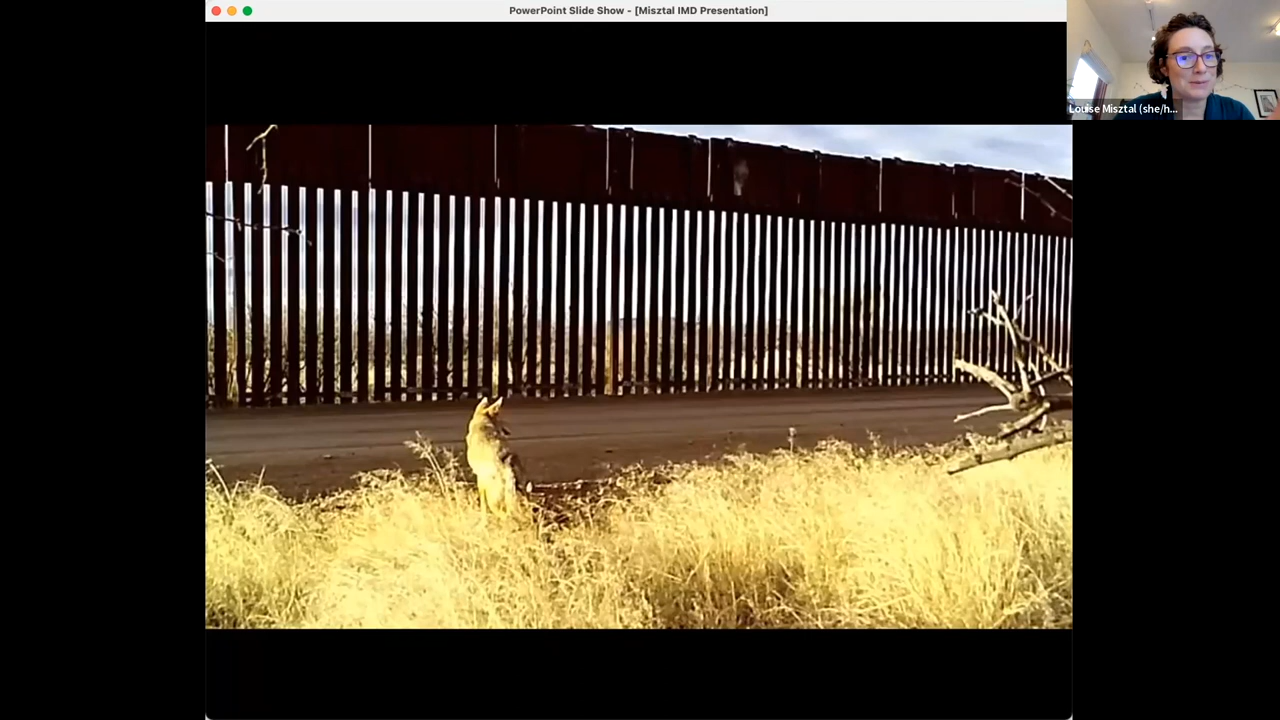 PowerPoint Slide Show - [Misztal IMD Presentation]
Louise Misztal (she/h...